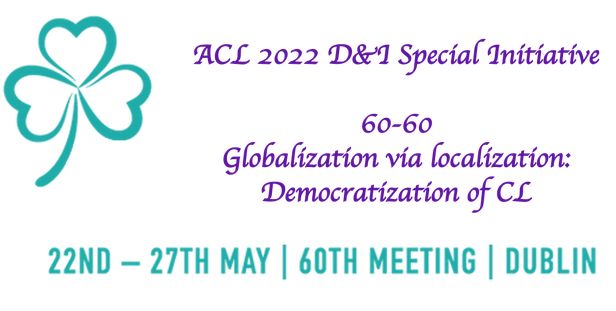 ACL 2022 D&I Special Initiative
60-60
Globalization via localization:
Democratization of CL
22ND – 27TH MAY | 60TH MEETING | DUBLIN